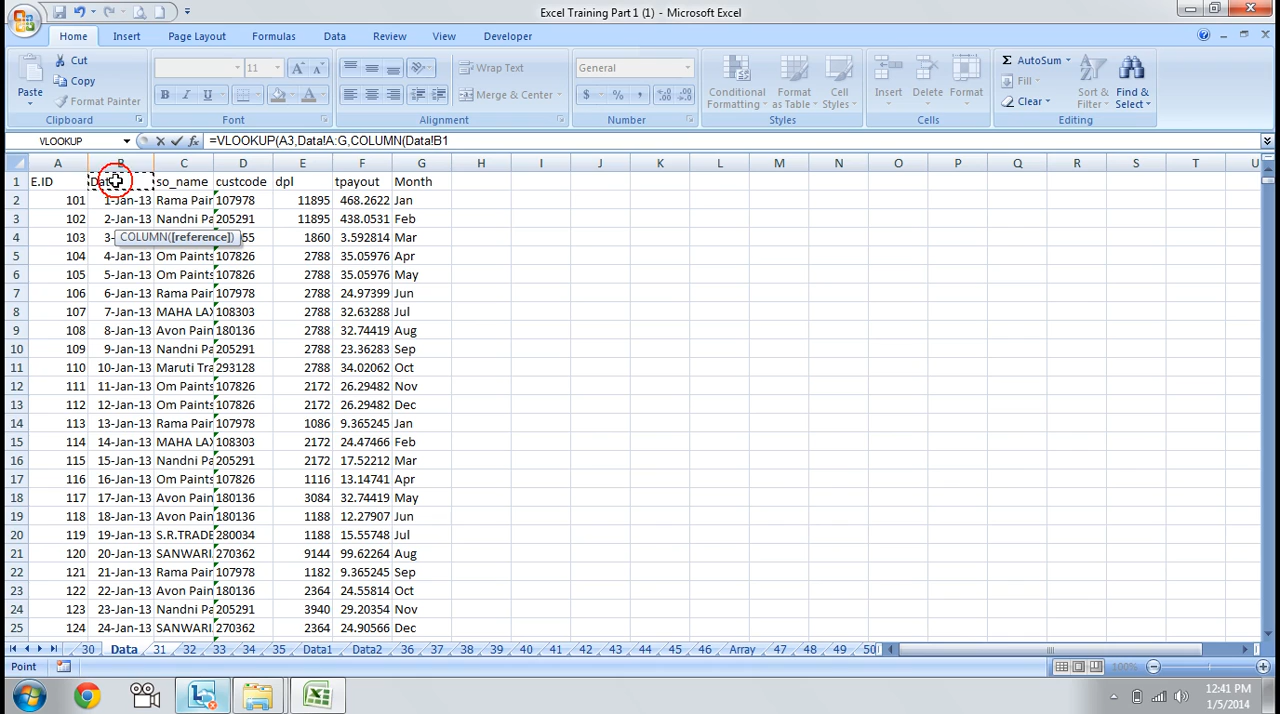 Excel Training Part 1 (1) - Microsoft Excel
Home Insert Page Layout Formulas Data Review View Developer
Paste Cut Copy Format Painter Clipboard
11 B I U A Font
Wrap Text Merge & Center Alignment
General $ % , Number
Conditional Formatting Format as Table Cell Styles Styles
Insert Delete Format Cells
Σ AutoSum Fill Clear Sort & Filter Find & Select Editing
VLOOKUP fx =VLOOKUP(A3,Data!A:G,COLUMN(Data!B1
A B C D E F G H I J K L M N O P Q R S T U
1 E.ID Dat so_name custcode dpl tpayout Month
2 101 1-Jan-13 Rama Pain 107978 11895 468.2622 Jan
3 102 2-Jan-13 Nandni Pa 205291 11895 438.0531 Feb
4 103 3- COLUMN([reference]) 55 1860 3.592814 Mar
5 104 4-Jan-13 Om Paints 107826 2788 35.05976 Apr
6 105 5-Jan-13 Om Paints 107826 2788 35.05976 May
7 106 6-Jan-13 Rama Pain 107978 2788 24.97399 Jun
8 107 7-Jan-13 MAHA LAX 108303 2788 32.63288 Jul
9 108 8-Jan-13 Avon Pain 180136 2788 32.74419 Aug
10 109 9-Jan-13 Nandni Pa 205291 2788 23.36283 Sep
11 110 10-Jan-13 Maruti Tra 293128 2788 34.02062 Oct
12 111 11-Jan-13 Om Paints 107826 2172 26.29482 Nov
13 112 12-Jan-13 Om Paints 107826 2172 26.29482 Dec
14 113 13-Jan-13 Rama Pain 107978 1086 9.365245 Jan
15 114 14-Jan-13 MAHA LAX 108303 2172 24.47466 Feb
16 115 15-Jan-13 Nandni Pa 205291 2172 17.52212 Mar
17 116 16-Jan-13 Om Paints 107826 1116 13.14741 Apr
18 117 17-Jan-13 Avon Pain 180136 3084 32.74419 May
19 118 18-Jan-13 Avon Pain 180136 1188 12.27907 Jun
20 119 19-Jan-13 S.R.TRADE 280034 1188 15.55748 Jul
21 120 20-Jan-13 SANWARI 270362 9144 99.62264 Aug
22 121 21-Jan-13 Rama Pain 107978 1182 9.365245 Sep
23 122 22-Jan-13 Avon Pain 180136 2364 24.55814 Oct
24 123 23-Jan-13 Nandni Pa 205291 3940 29.20354 Nov
25 124 24-Jan-13 SANWARI 270362 2364 24.90566 Dec
30 Data 31 32 33 34 35 Data1 Data2 36 37 38 39 40 41 42 43 44 45 46 Array 47 48 49 50
Point 100%
12:41 PM
1/5/2014